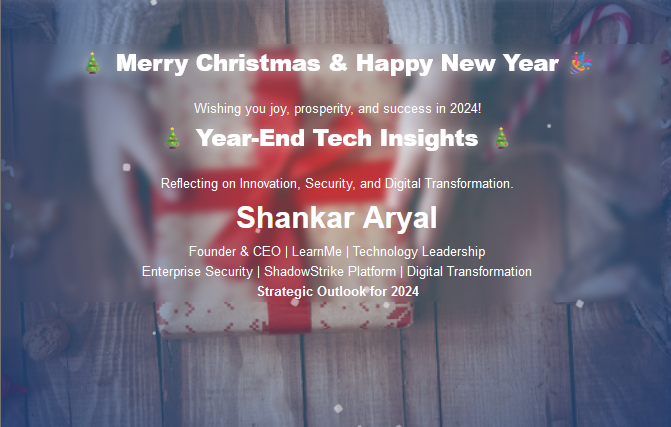 🎄 Merry Christmas & Happy New Year 🎉
Wishing you joy, prosperity, and success in 2024!
🎄 Year-End Tech Insights 🎄
Reflecting on Innovation, Security, and Digital Transformation.
Shankar Aryal
Founder & CEO | LearnMe | Technology Leadership
Enterprise Security | ShadowStrike Platform | Digital Transformation
Strategic Outlook for 2024